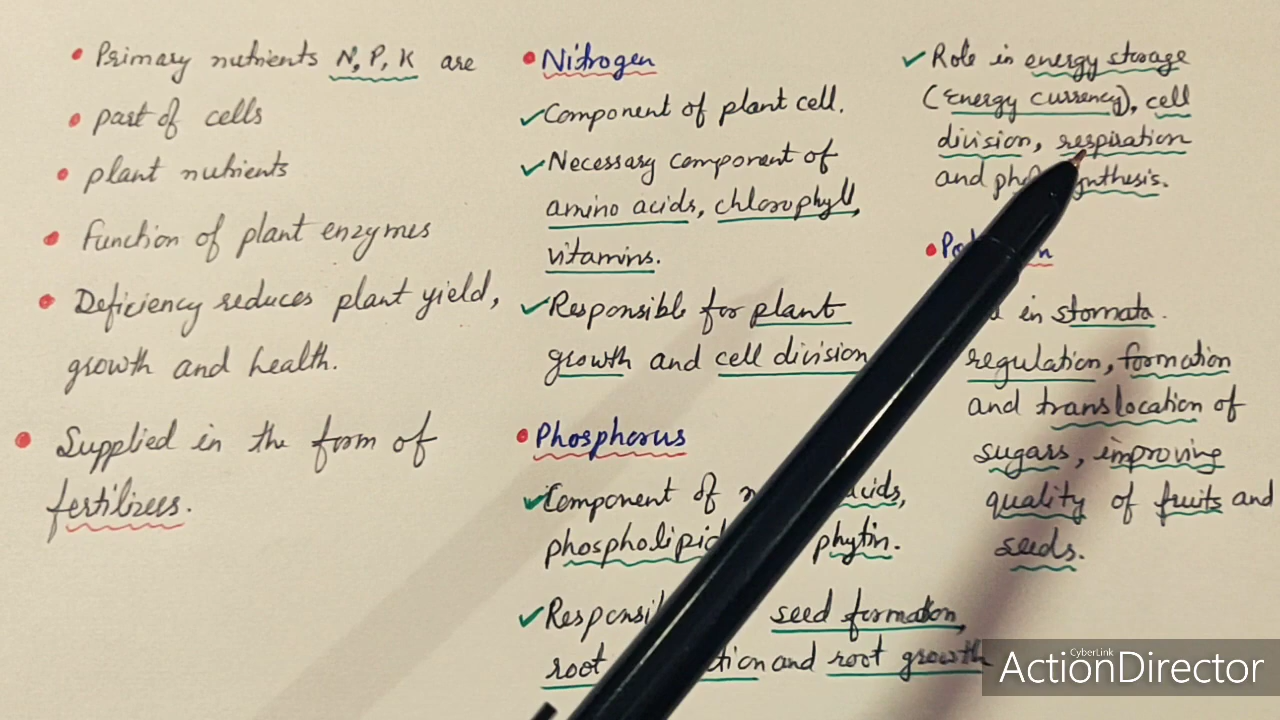 Primary nutrients N, P, K are
part of cells
plant nutrients
Function of plant enzymes
Deficiency reduces plant yield,
growth and health.
Supplied in the form of
fertilizers.
Nitrogen
Component of plant cell.
Necessary component of
amino acids, chlorophyll,
vitamins.
Responsible for plant
growth and cell division
Phosphorus
Component of acids,
phytin.
seed formation,
root and root growth
Role in energy storage
(Energy currency), cell
division, respiration
and
in stomata
regulation, formation
and translocation of
sugars, improving
quality of fruits and
seeds.
CyberLink
ActionDirector